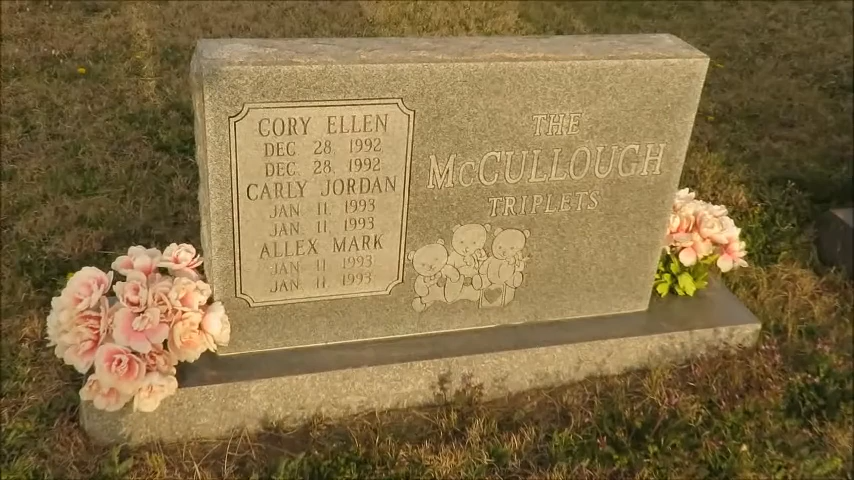 CORY ELLEN
DEC 28 1992
DEC 28 1992
CARLY JORDAN
JAN 11 1993
JAN 11 1993
ALLEX MARK
JAN 11 1993
JAN 11 1993
THE
McCULLOUGH
TRIPLETS